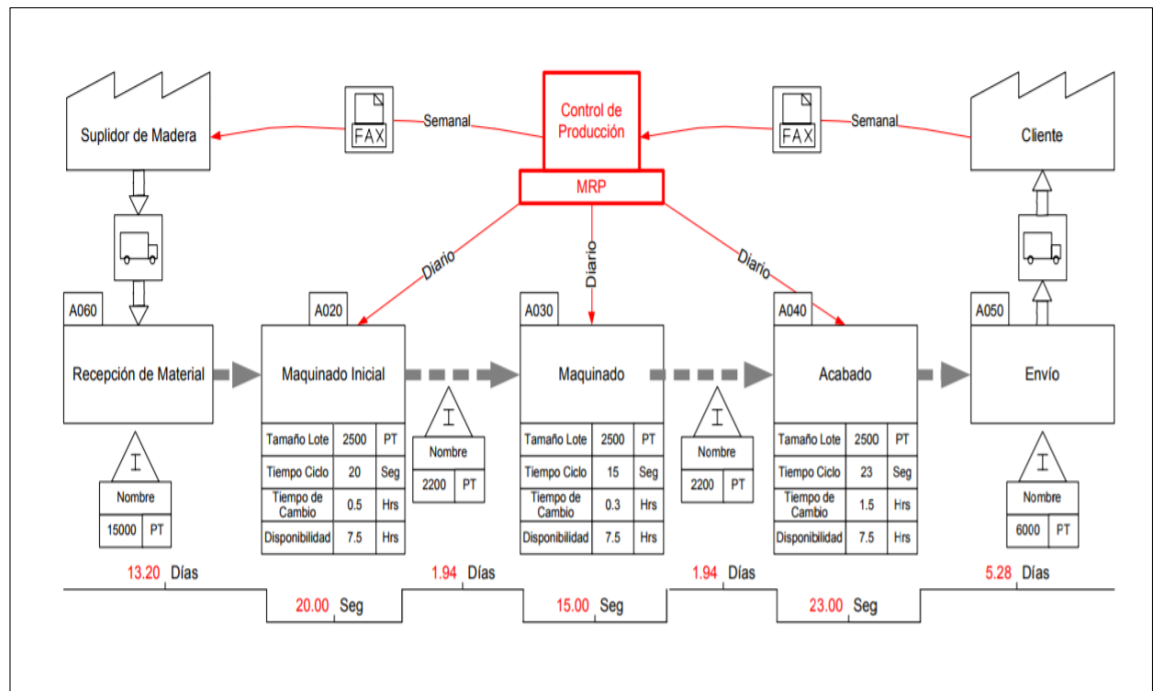 Suplidor de Madera
FAX
Semanal
Control de
Producción
MRP
FAX
Semanal
Cliente
Diario
Diario
Diario
A060
Recepción de Material
A020
Maquinado Inicial
A030
Maquinado
A040
Acabado
A050
Envío
I
Nombre
15000 PT
Tamaño Lote 2500 PT
Tiempo Ciclo 20 Seg
Tiempo de
Cambio 0.5 Hrs
Disponibilidad 7.5 Hrs
I
Nombre
2200 PT
Tamaño Lote 2500 PT
Tiempo Ciclo 15 Seg
Tiempo de
Cambio 0.3 Hrs
Disponibilidad 7.5 Hrs
I
Nombre
2200 PT
Tamaño Lote 2500 PT
Tiempo Ciclo 23 Seg
Tiempo de
Cambio 1.5 Hrs
Disponibilidad 7.5 Hrs
I
Nombre
6000 PT
13.20 Días
20.00 Seg
1.94 Días
15.00 Seg
1.94 Días
23.00 Seg
5.28 Días